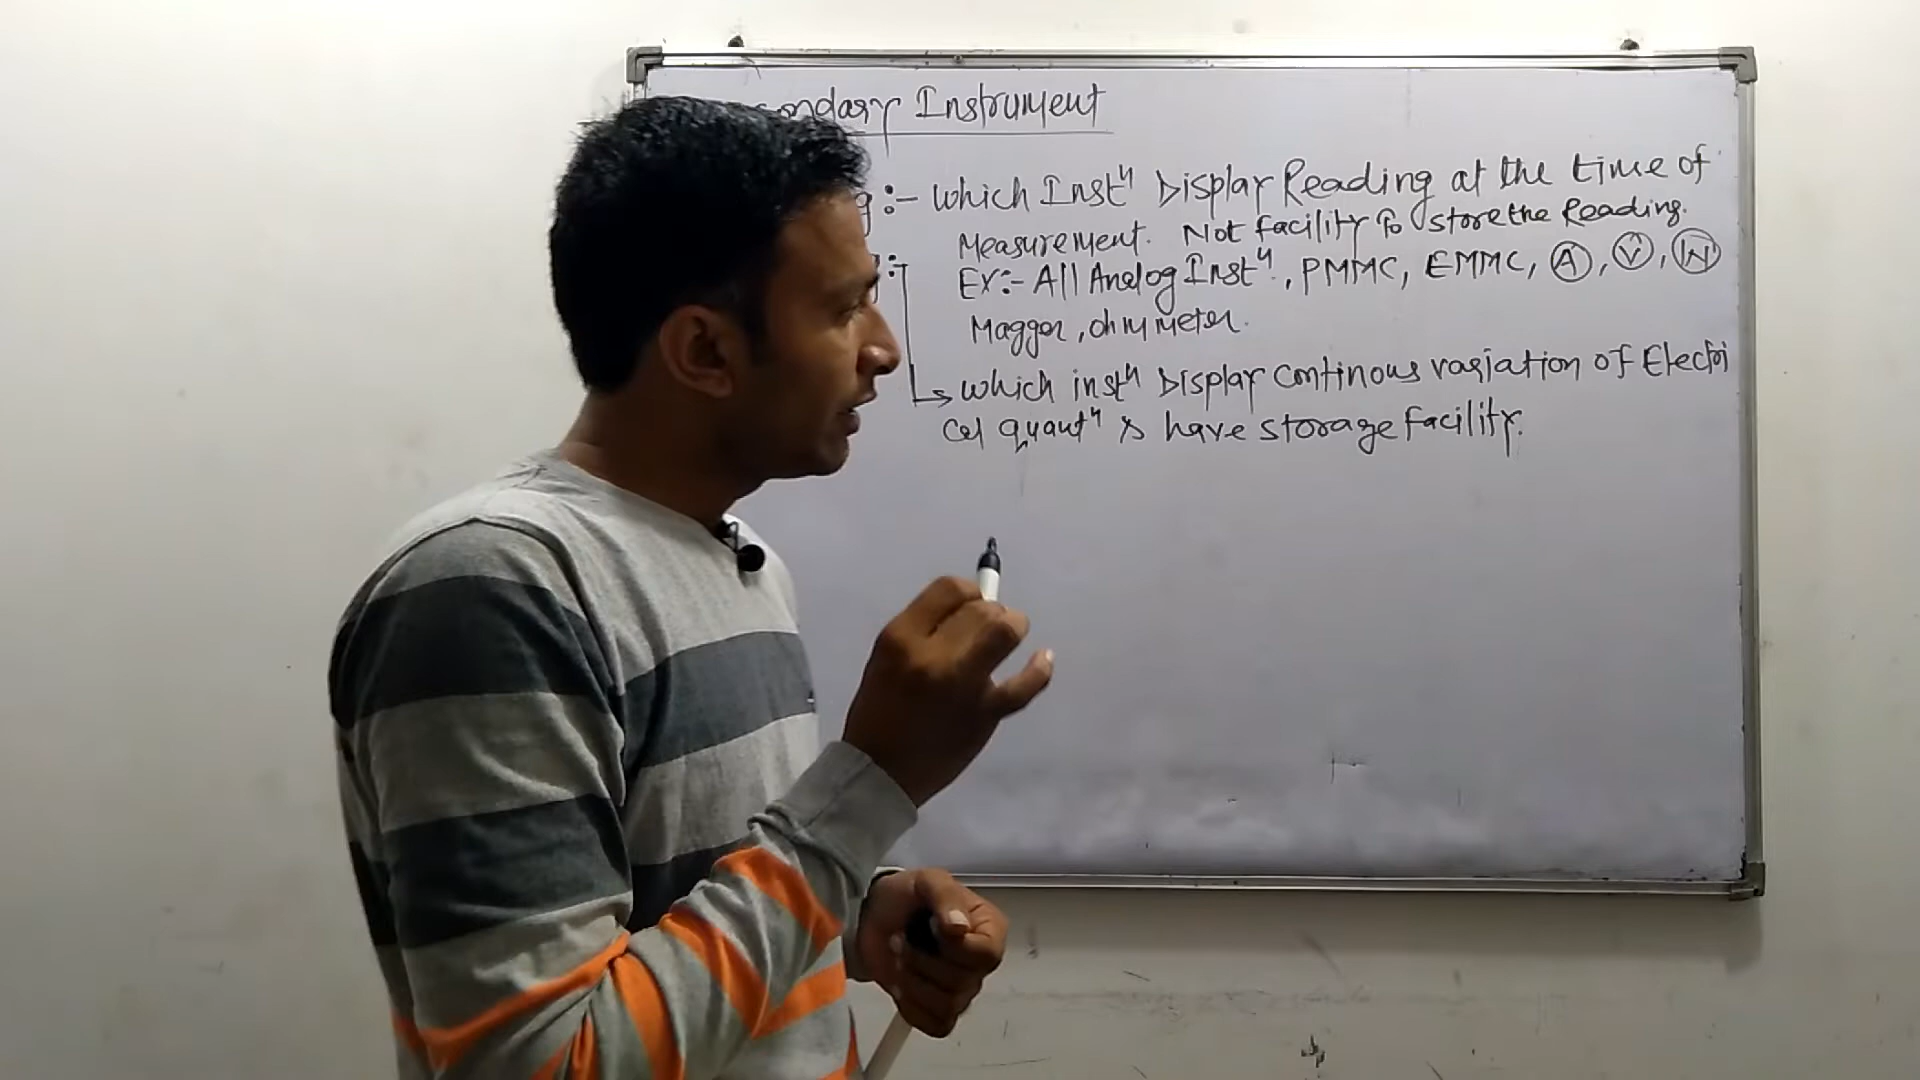 ondary Instrument
g :- which Instⁿ Display Reading at the time of
Measurement. Not facility to store the Reading.
Ex:- All Analog Instⁿ, PMMC, EMMC, A, V, W
Magger, ohmmeter.
which instⁿ Display continous variation of Electri
cal quantⁿ & have storage facility.